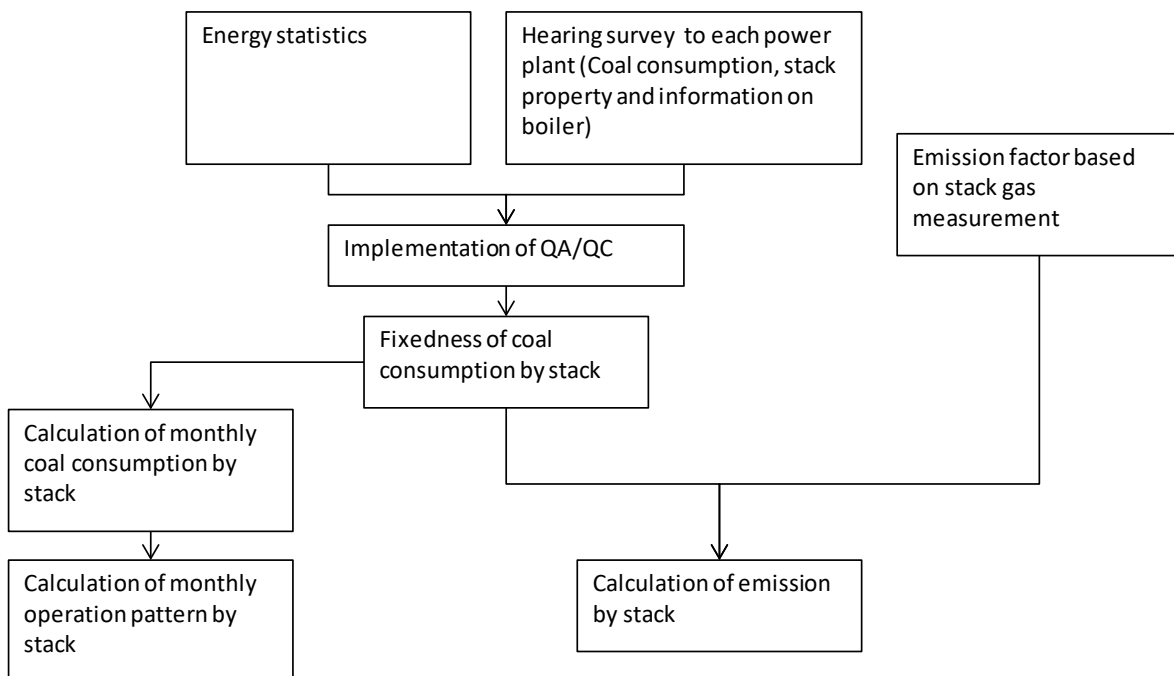 Energy statistics
Hearing survey to each power
plant (Coal consumption, stack
property and information on
boiler)
Emission factor based
on stack gas
measurement
Implementation of QA/QC
Fixedness of coal
consumption by stack
Calculation of monthly
coal consumption by
stack
Calculation of monthly
operation pattern by
stack
Calculation of emission
by stack